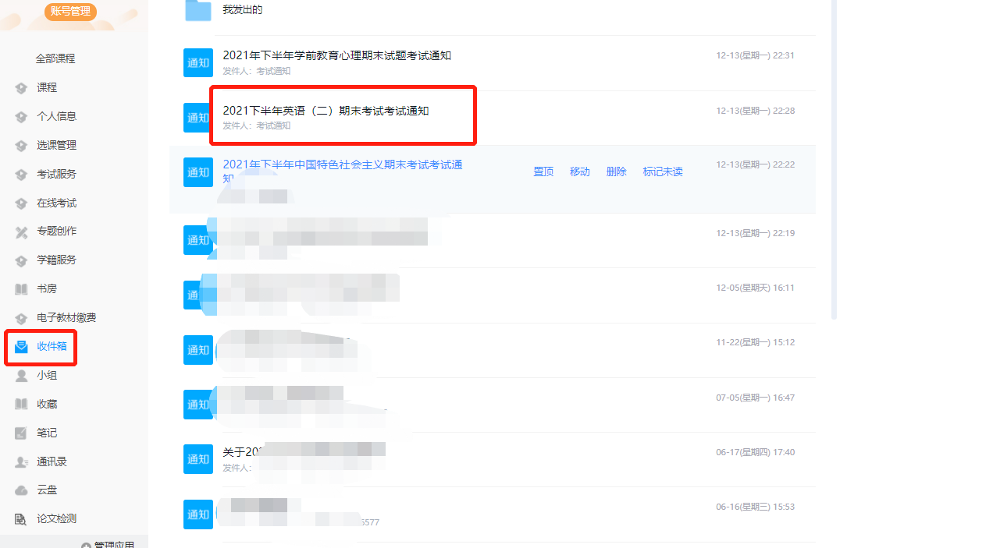 账号管理
全部课程
课程
个人信息
选课管理
考试服务
在线考试
专题创作
学籍服务
书房
电子教材缴费
收件箱
小组
收藏
笔记
通讯录
云盘
论文检测
管理应用
我发出的
通知
2021年下半年学前教育心理期末试题考试通知
12-13(星期一) 22:31
发件人：考试通知
通知
2021下半年英语（二）期末考试考试通知
12-13(星期一) 22:28
发件人：考试通知
通知
2021年下半年中国特色社会主义期末考试考试通
知
置顶 移动 删除 标记未读
12-13(星期一) 22:22
通知
12-13(星期一) 22:19
通
12-05(星期天) 16:11
通知
11-22(星期一) 15:12
通知
07-05(星期一) 16:47
通知
关于20
06-17(星期四) 17:40
发件人：
通知
06-16(星期三) 15:53
5577